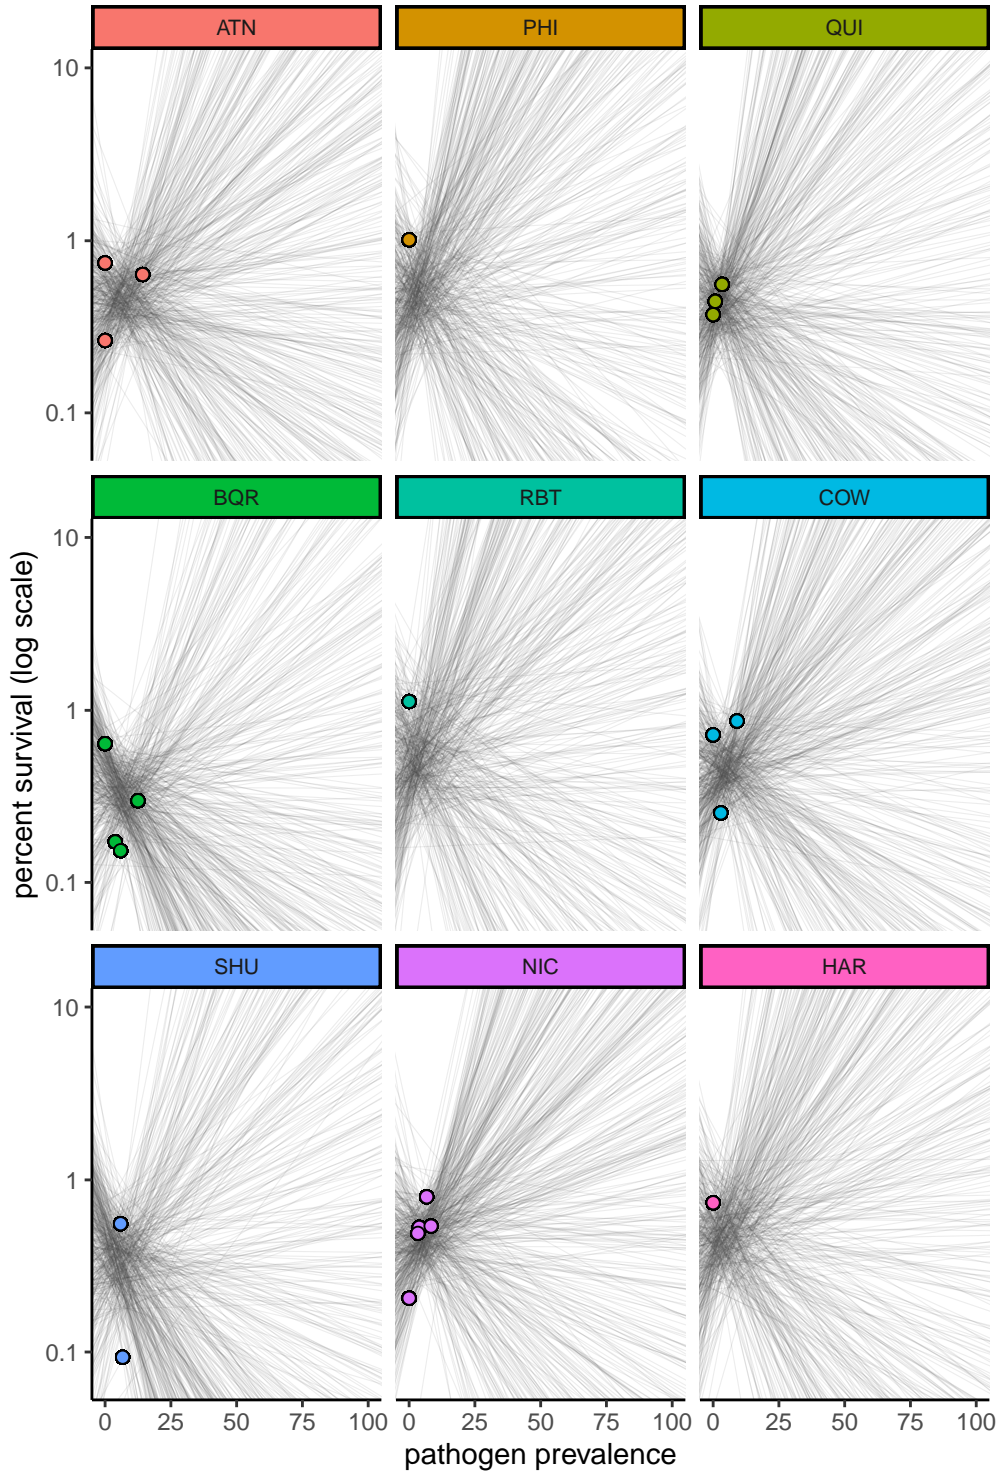 ATN PHI QUI
10
1
0.1
BQR RBT COW
10
1
0.1
percent survival (log scale)
SHU NIC HAR
10
1
0.1
0 25 50 75 100 0 25 50 75 100 0 25 50 75 100
pathogen prevalence